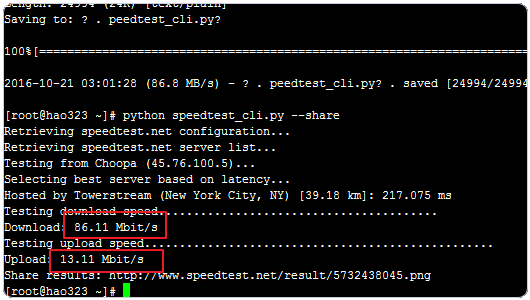 Length: 24994 (24K) [text/plain]
Saving to: ? . peedtest_cli.py?
100%[======================================================================
2016-10-21 03:01:28 (86.8 MB/s) - ? . peedtest_cli.py? . saved [24994/24994
[root@hao323 ~]# python speedtest_cli.py --share
Retrieving speedtest.net configuration...
Retrieving speedtest.net server list...
Testing from Choopa (45.76.100.5)...
Selecting best server based on latency...
Hosted by Towerstream (New York City, NY) [39.18 km]: 217.075 ms
Testing download speed........................................
Download: 86.11 Mbit/s
Testing upload speed..................................................
Upload: 13.11 Mbit/s
Share results: http://www.speedtest.net/result/5732438045.png
[root@hao323 ~]#